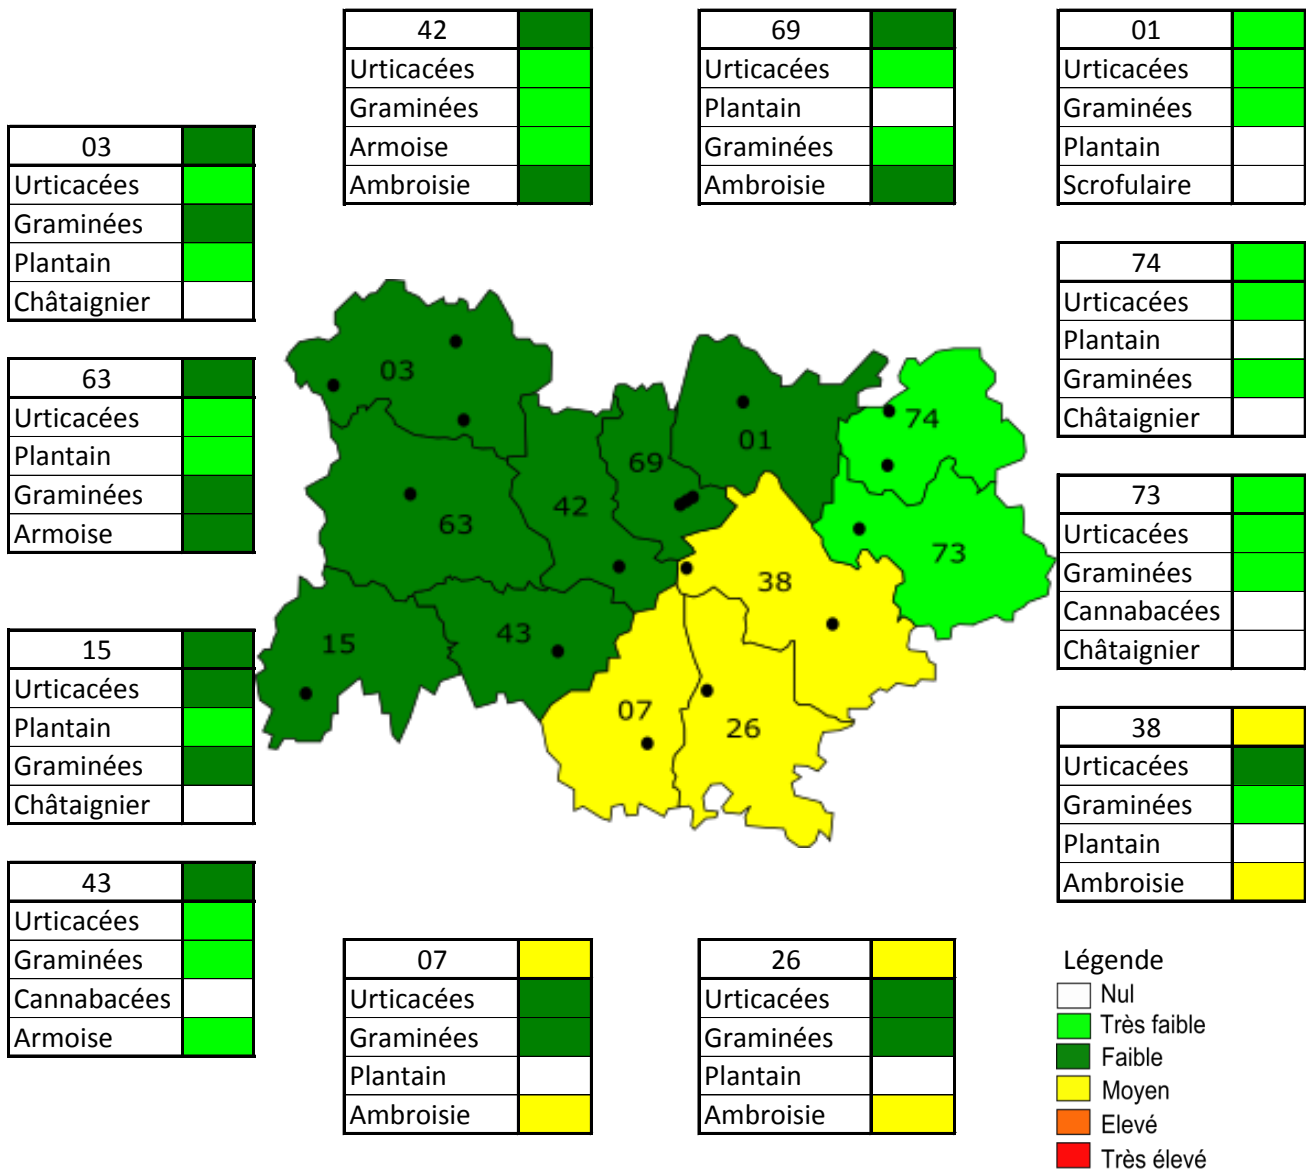 42
Urticacées
Graminées
Armoise
Ambroisie
69
Urticacées
Plantain
Graminées
Ambroisie
01
Urticacées
Graminées
Plantain
Scrofulaire
03
Urticacées
Graminées
Plantain
Châtaignier
74
Urticacées
Plantain
Graminées
Châtaignier
63
Urticacées
Plantain
Graminées
Armoise
73
Urticacées
Graminées
Cannabacées
Châtaignier
15
Urticacées
Plantain
Graminées
Châtaignier
38
Urticacées
Graminées
Plantain
Ambroisie
43
Urticacées
Graminées
Cannabacées
Armoise
07
Urticacées
Graminées
Plantain
Ambroisie
26
Urticacées
Graminées
Plantain
Ambroisie
03
74
01
69
42
63
73
38
43
15
07
26
Légende
Nul
Très faible
Faible
Moyen
Elevé
Très élevé